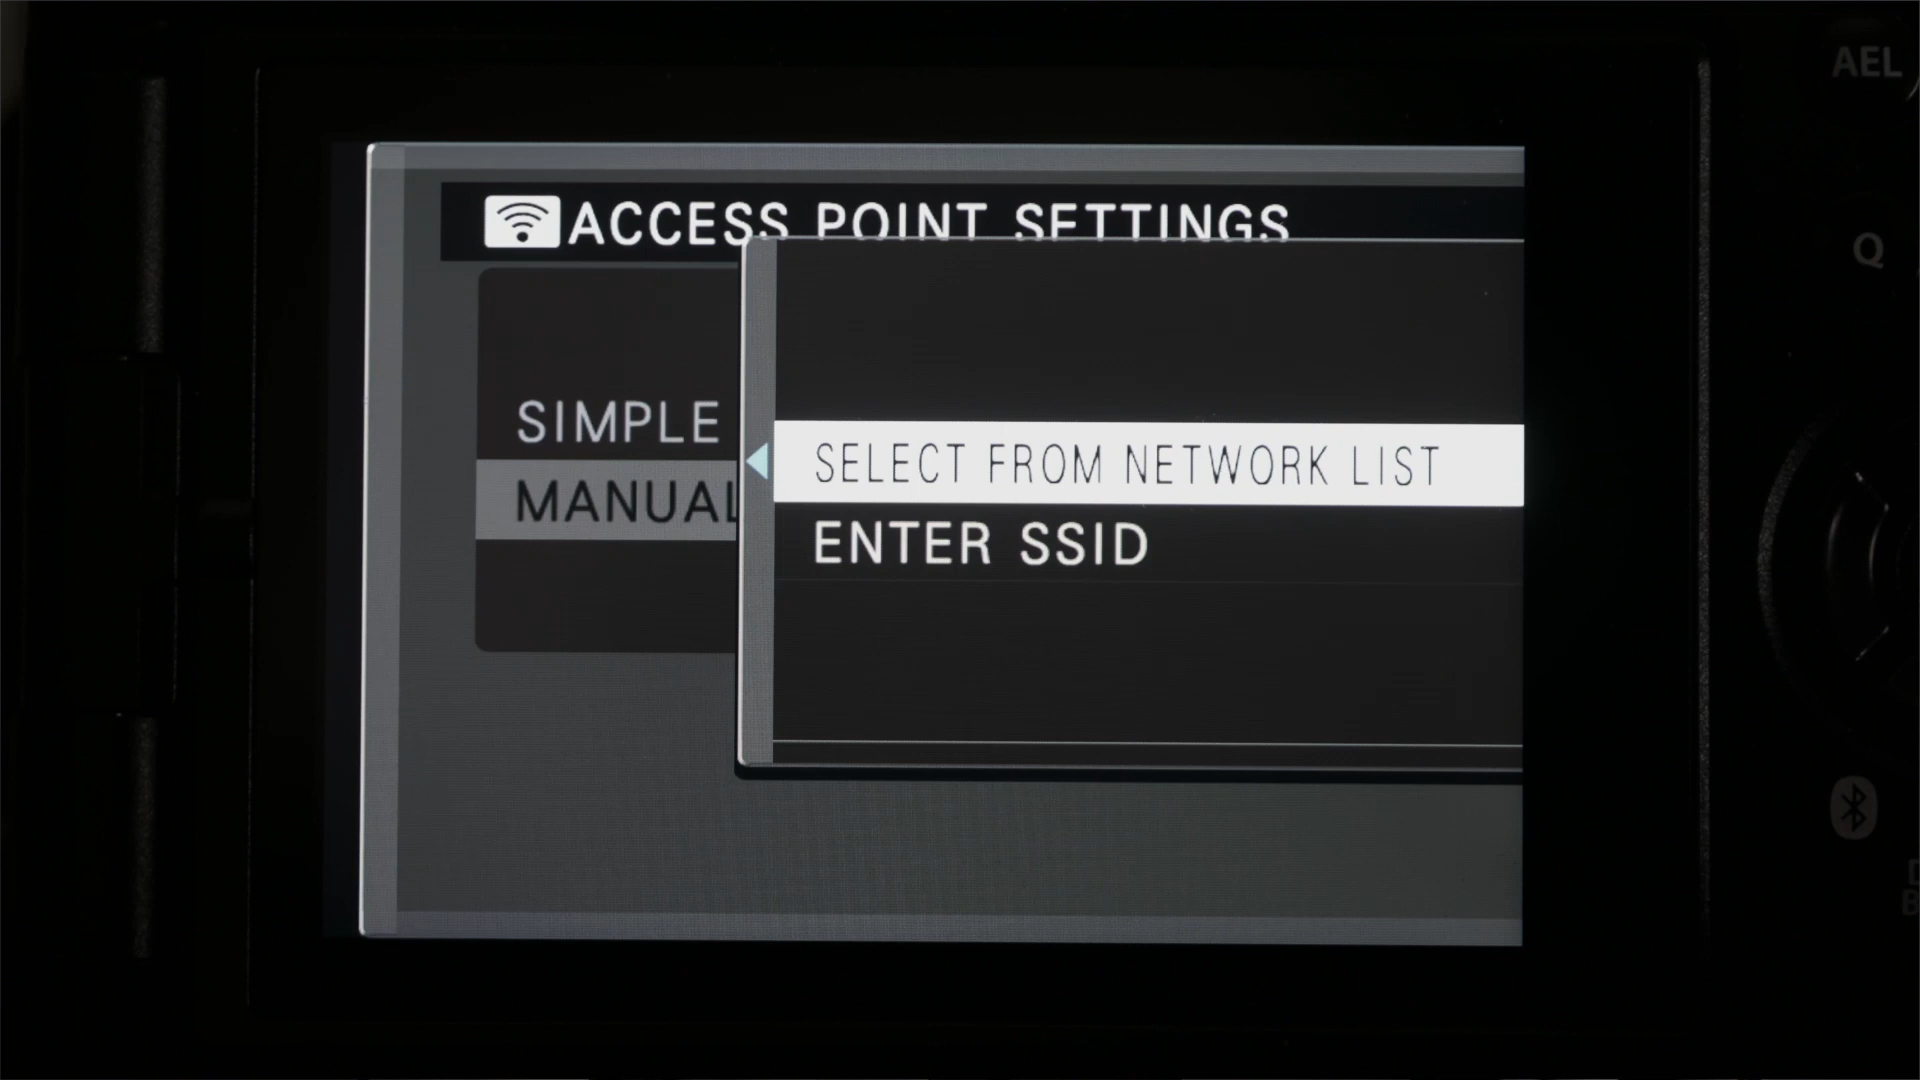 AEL
ACCESS POINT SETTINGS
Q
SIMPLE
SELECT FROM NETWORK LIST
MANUAL
ENTER SSID